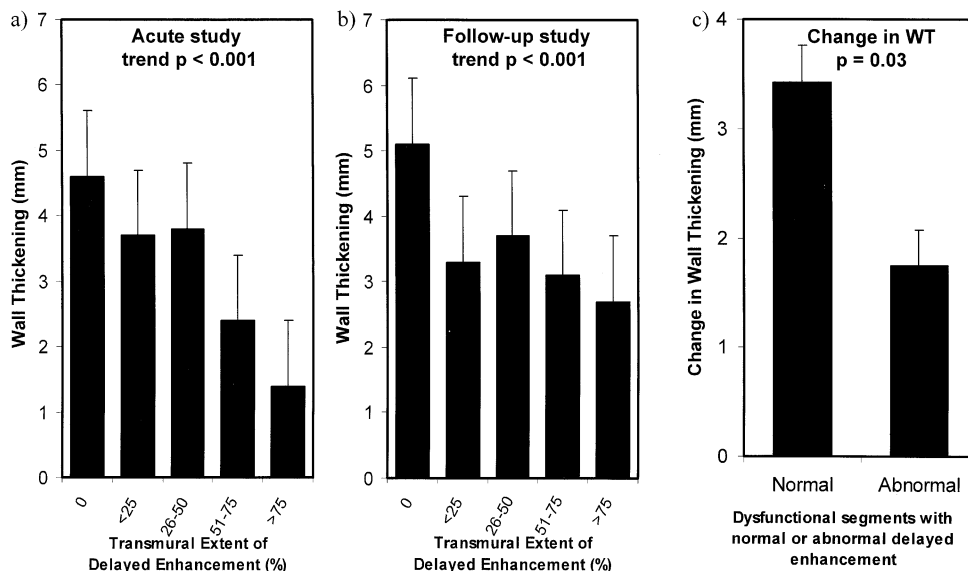 a)
Acute study
trend p < 0.001
Wall Thickening (mm)
7
6
5
4
3
2
1
0
0
<25
26-50
51-75
>75
Transmural Extent of
Delayed Enhancement (%)
b)
Follow-up study
trend p < 0.001
Wall Thickening (mm)
7
6
5
4
3
2
1
0
0
<25
26-50
51-75
>75
Transmural Extent of
Delayed Enhancement (%)
c)
Change in WT
p = 0.03
Change in Wall Thickening (mm)
4
3
2
1
0
Normal
Abnormal
Dysfunctional segments with
normal or abnormal delayed
enhancement